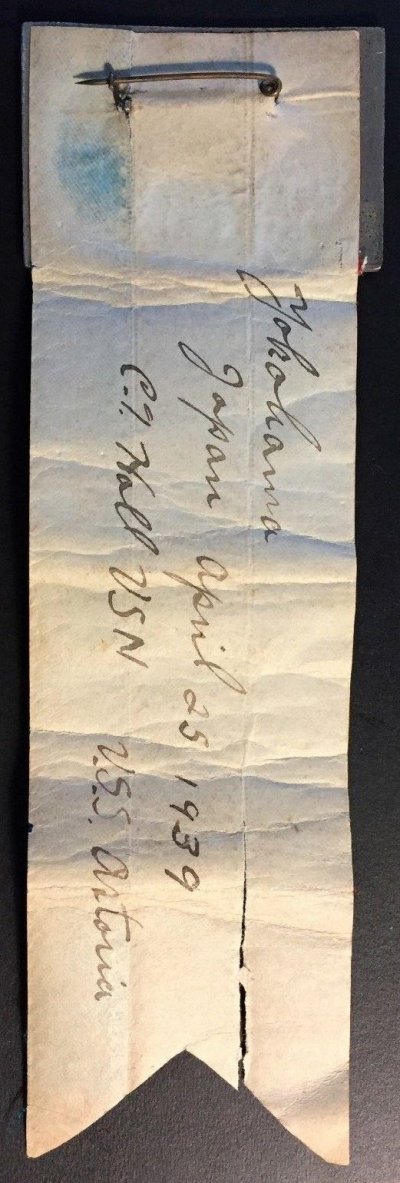 Yokohama
Japan April 25 1939
C.T. Hall USN U.S.S. Astoria